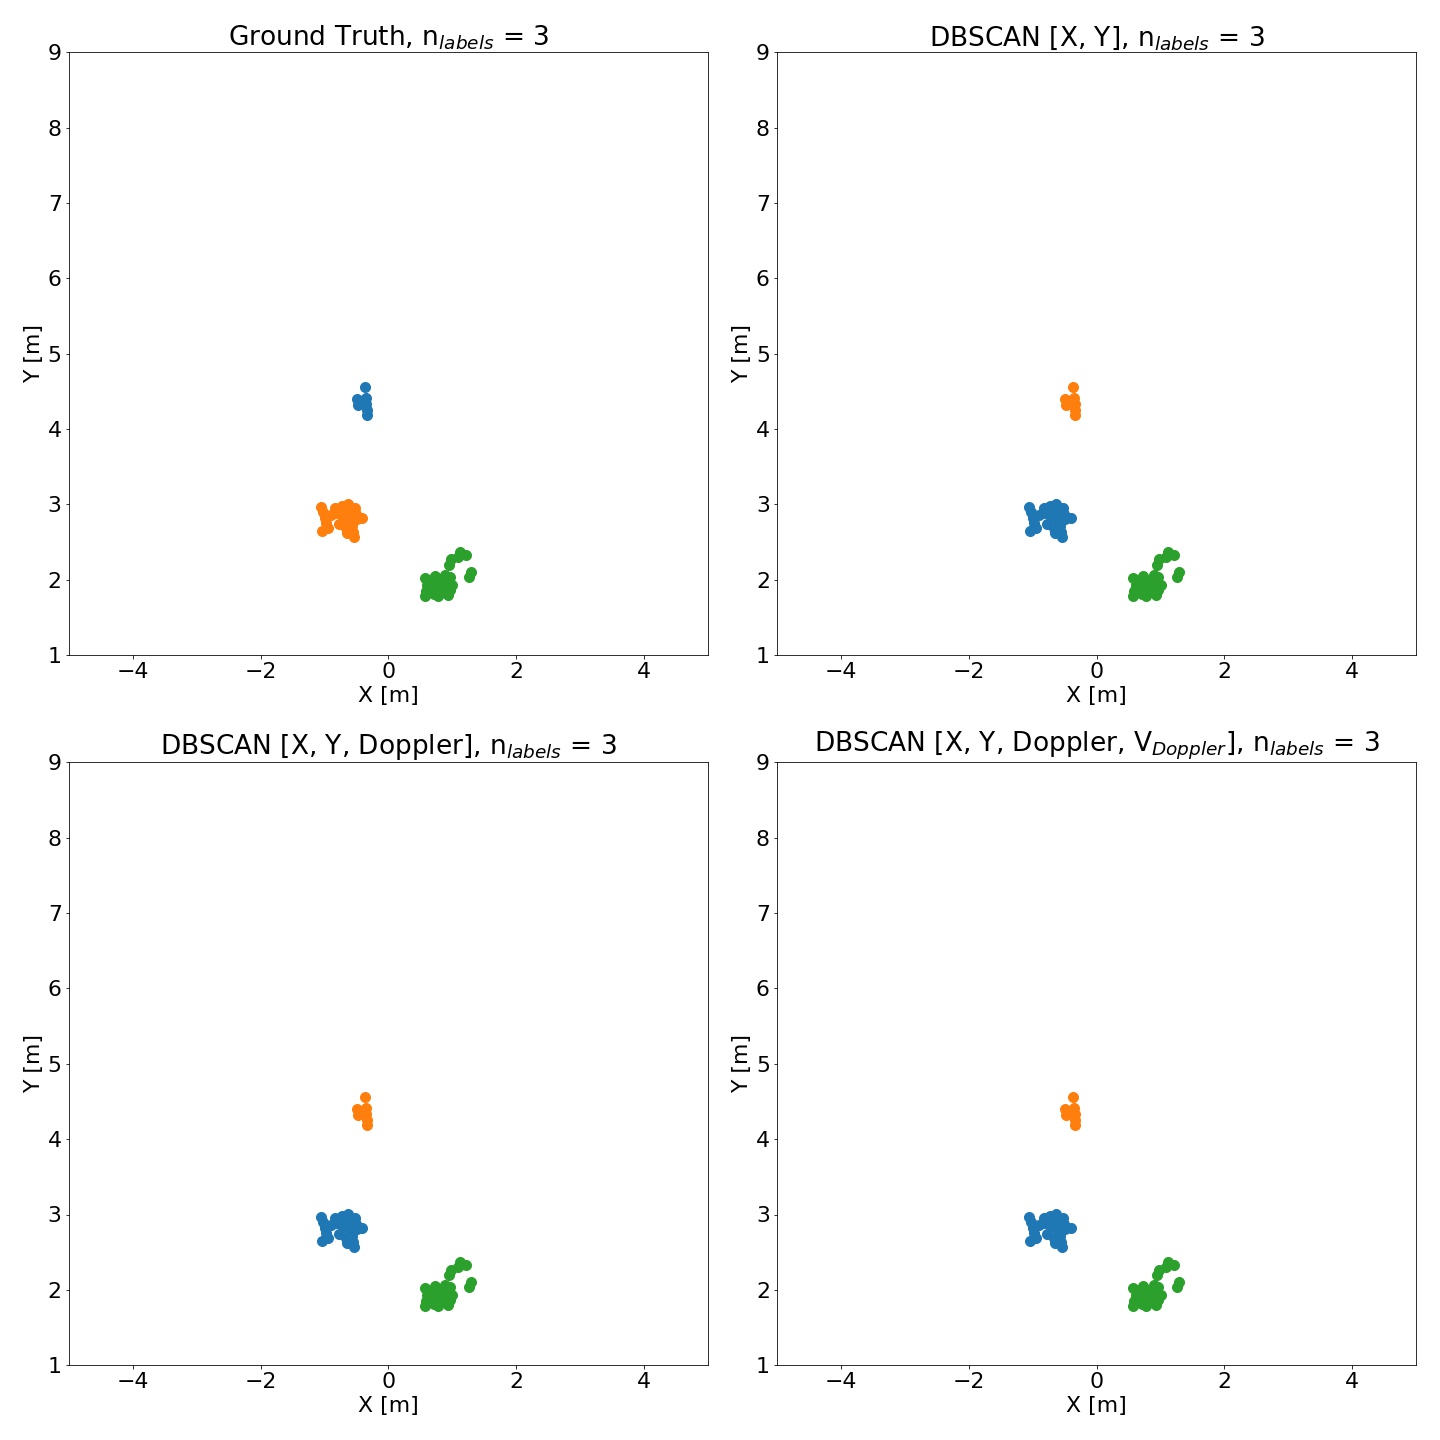 Ground Truth, n_labels = 3
9
8
7
6
5
4
3
2
1
Y [m]
−4 −2 0 2 4
X [m]
DBSCAN [X, Y], n_labels = 3
9
8
7
6
5
4
3
2
1
Y [m]
−4 −2 0 2 4
X [m]
DBSCAN [X, Y, Doppler], n_labels = 3
9
8
7
6
5
4
3
2
1
Y [m]
−4 −2 0 2 4
X [m]
DBSCAN [X, Y, Doppler, V_Doppler], n_labels = 3
9
8
7
6
5
4
3
2
1
Y [m]
−4 −2 0 2 4
X [m]